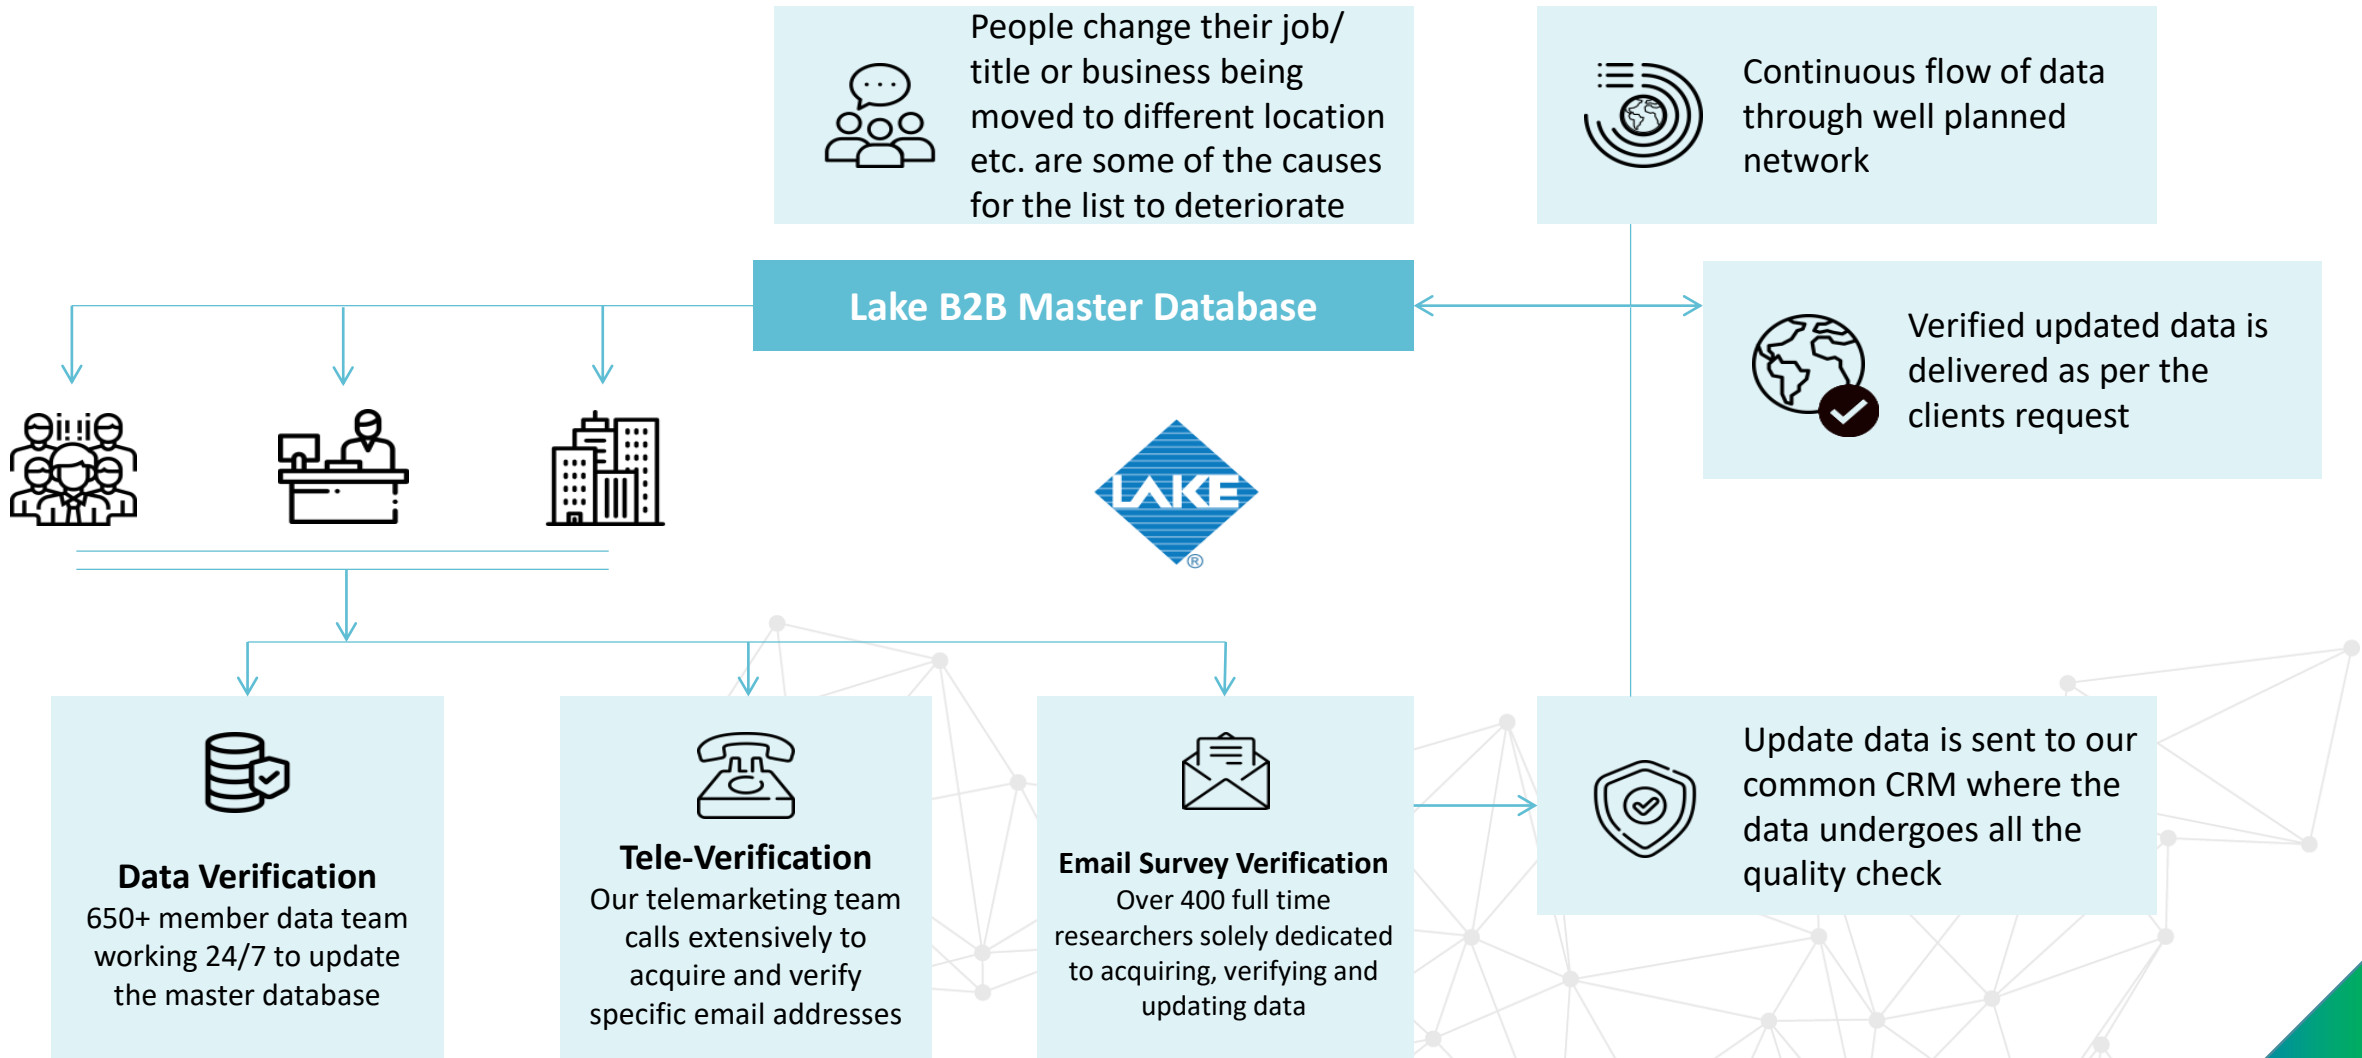 People change their job/
title or business being
moved to different location
etc. are some of the causes
for the list to deteriorate
Continuous flow of data
through well planned
network
Lake B2B Master Database
Verified updated data is
delivered as per the
clients request
LAKE
®
Data Verification
650+ member data team
working 24/7 to update
the master database
Tele-Verification
Our telemarketing team
calls extensively to
acquire and verify
specific email addresses
Email Survey Verification
Over 400 full time
researchers solely dedicated
to acquiring, verifying and
updating data
Update data is sent to our
common CRM where the
data undergoes all the
quality check